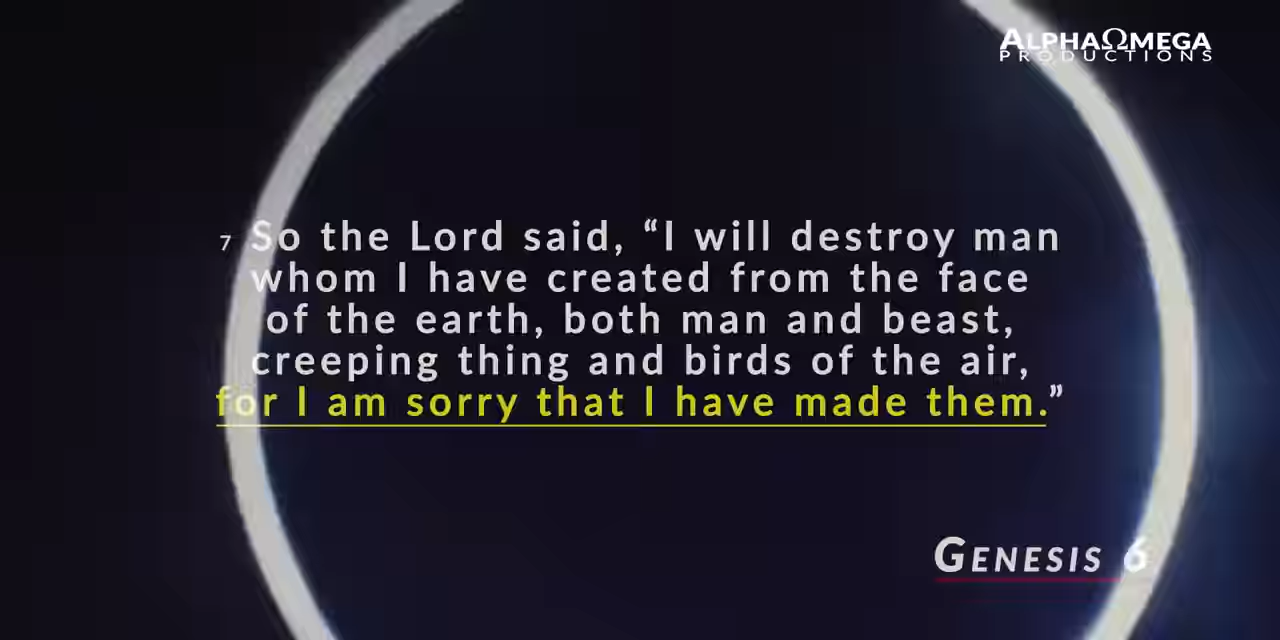 ALPHAΩMEGA
PRODUCTIONS
7 So the Lord said, “I will destroy man
whom I have created from the face
of the earth, both man and beast,
creeping thing and birds of the air,
for I am sorry that I have made them.”
GENESIS 6